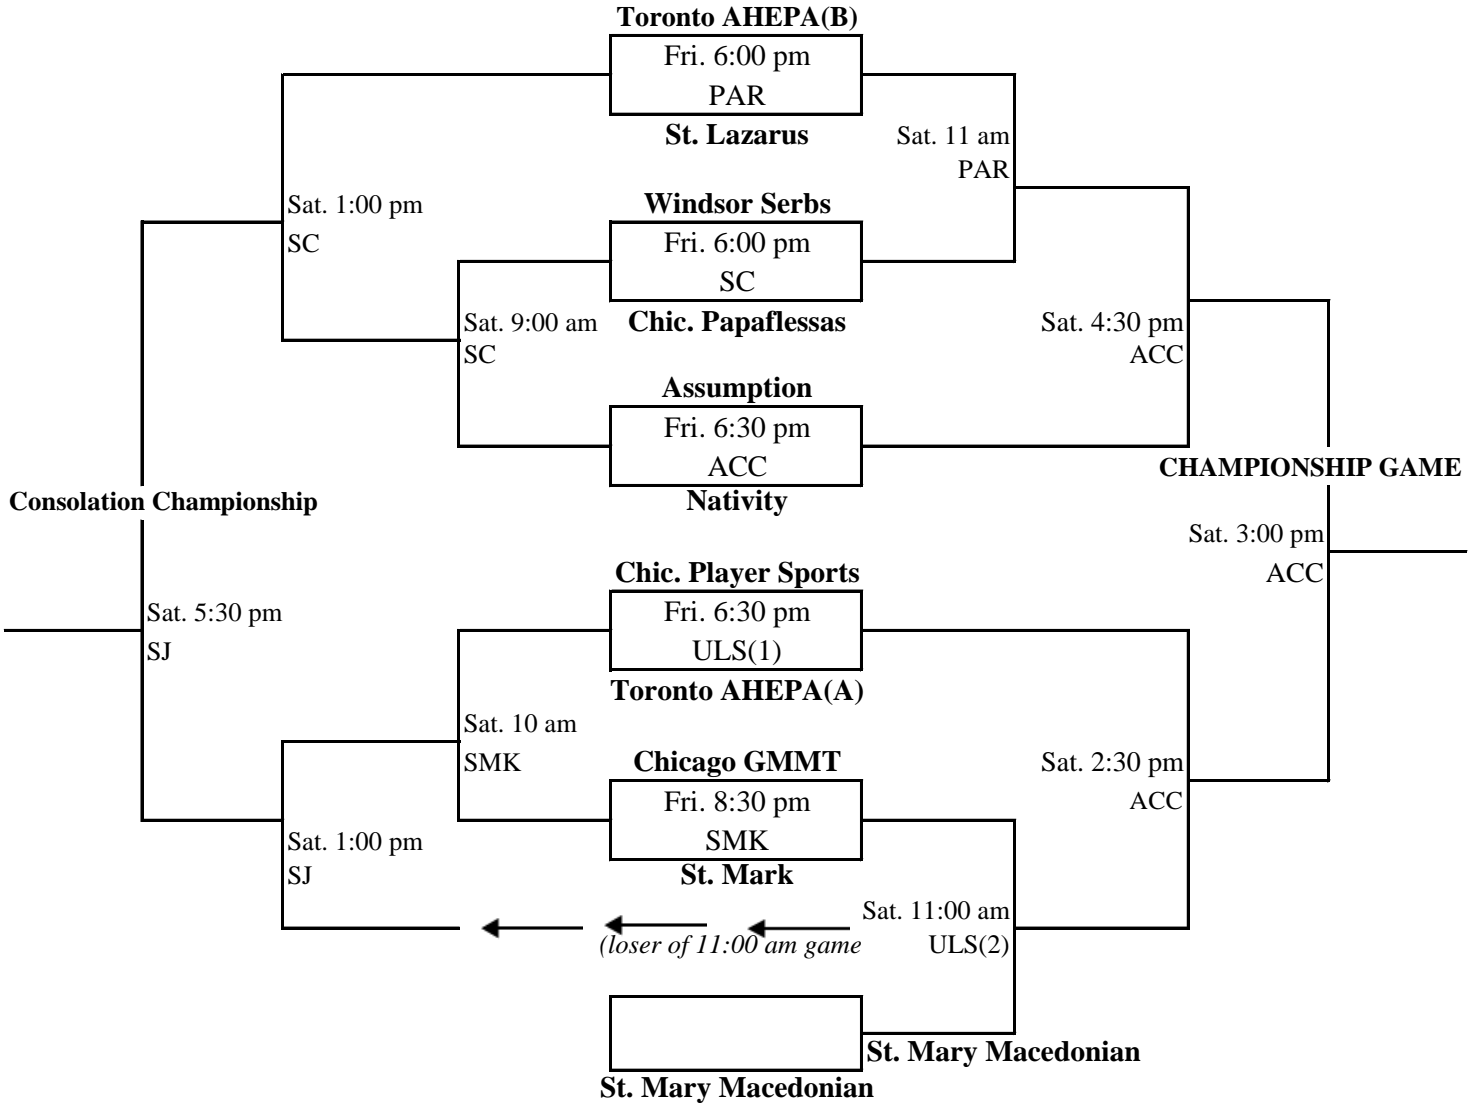 Toronto AHEPA(B)
Fri. 6:00 pm
PAR
St. Lazarus
Sat. 11 am
PAR
Sat. 1:00 pm
SC
Windsor Serbs
Fri. 6:00 pm
SC
Chic. Papaflessas
Sat. 9:00 am
SC
Sat. 4:30 pm
ACC
Assumption
Fri. 6:30 pm
ACC
Nativity
CHAMPIONSHIP GAME
Consolation Championship
Sat. 3:00 pm
ACC
Chic. Player Sports
Fri. 6:30 pm
ULS(1)
Toronto AHEPA(A)
Sat. 5:30 pm
SJ
Sat. 10 am
SMK
Chicago GMMT
Fri. 8:30 pm
SMK
St. Mark
Sat. 2:30 pm
ACC
Sat. 1:00 pm
SJ
Sat. 11:00 am
ULS(2)
(loser of 11:00 am game
St. Mary Macedonian
St. Mary Macedonian